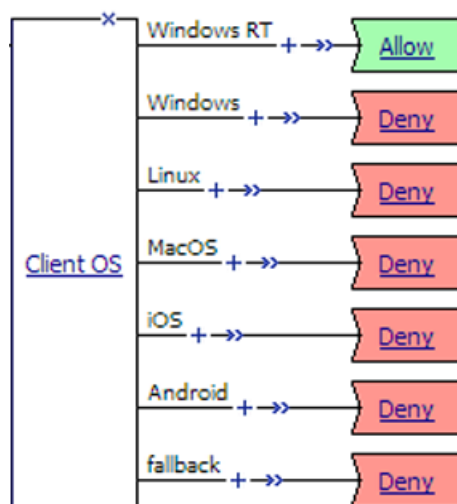 Windows RT
Allow
Windows
Deny
Linux
Deny
Client OS
MacOS
Deny
iOS
Deny
Android
Deny
fallback
Deny